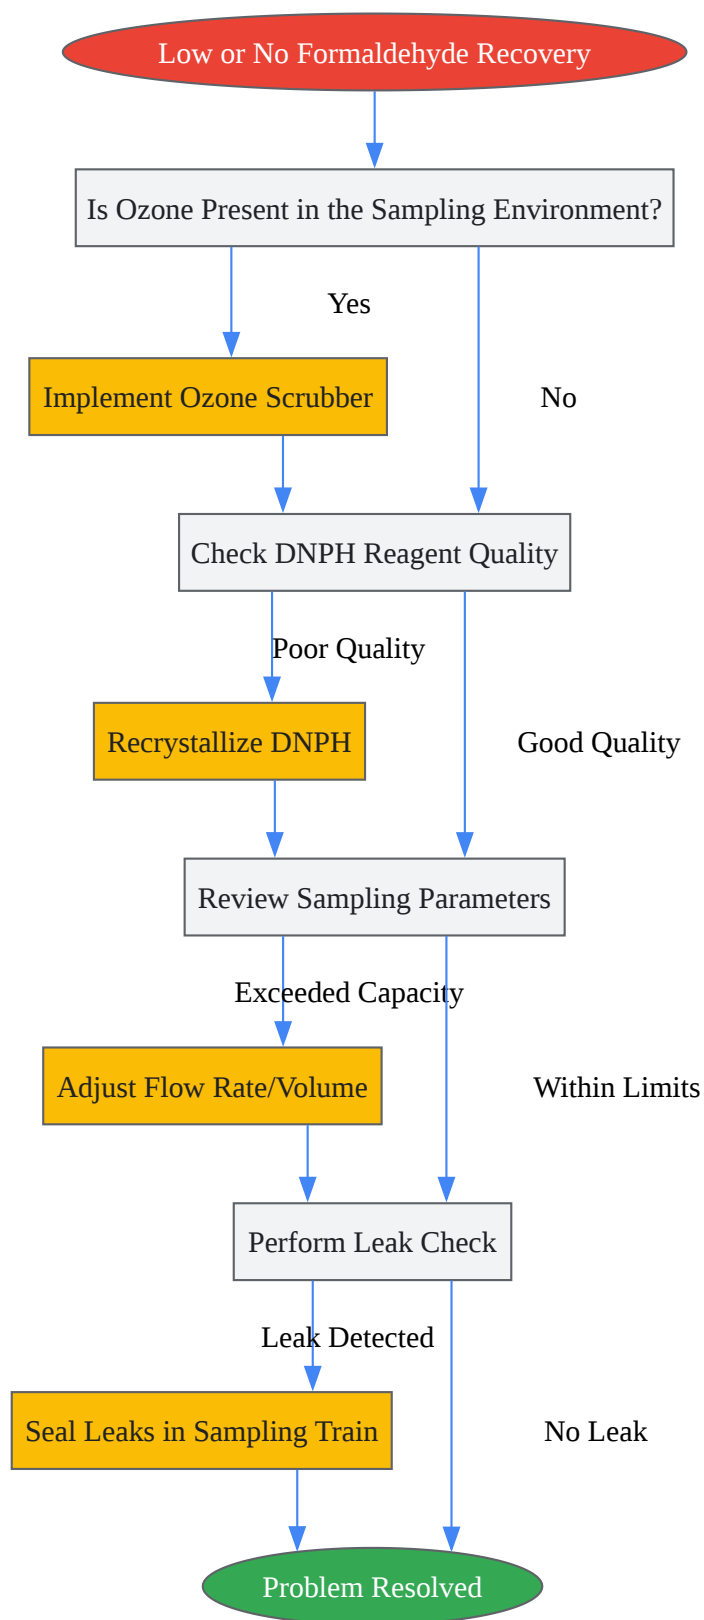 Low or No Formaldehyde Recovery
Is Ozone Present in the Sampling Environment?
Yes
Implement Ozone Scrubber
No
Check DNPH Reagent Quality
Poor Quality
Recrystallize DNPH
Good Quality
Review Sampling Parameters
Exceeded Capacity
Adjust Flow Rate/Volume
Within Limits
Perform Leak Check
Leak Detected
Seal Leaks in Sampling Train
No Leak
Problem Resolved